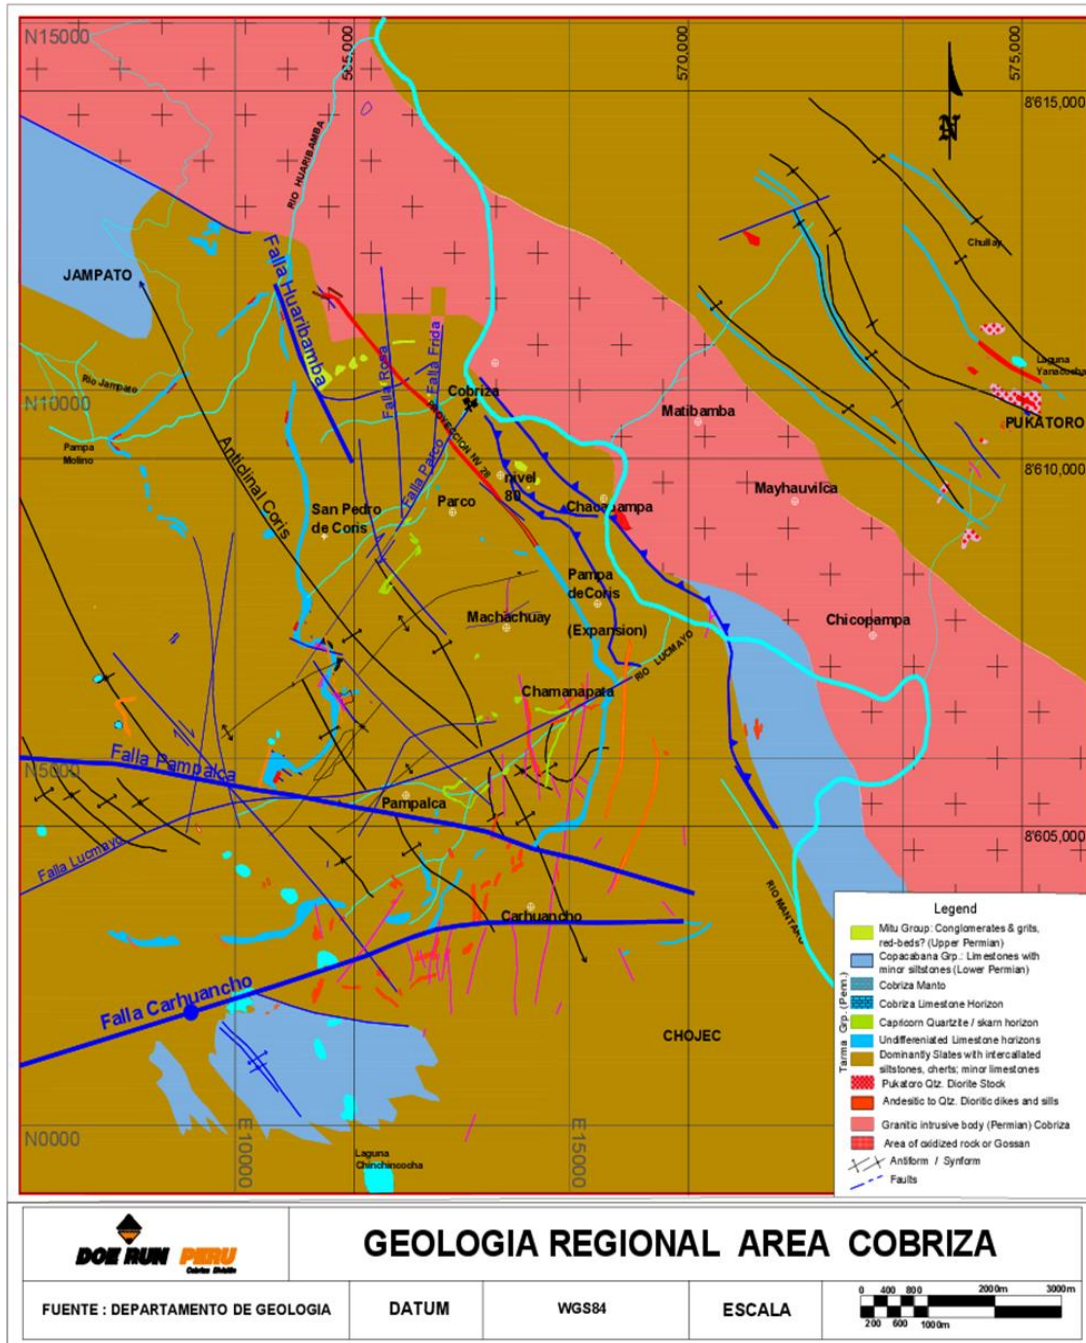 N15000
565,000
570,000
575,000
8'615,000
N
RIO HUARIBAMBA
JAMPATO
Falla Huaribamba
Chullay
Falla Rosa
Falla Frida
Laguna
Yanacocha
Rio Jampato
N10000
Cobriza
Matibamba
PUKATORO
PROYECCION NV 28
Pampa
Molino
Anticlinal Coris
Falla Parco
8'610,000
nivel
80
Mayhauvilca
San Pedro
de Coris
Parco
Chacapampa
Pampa
deCoris
Machachuay
(Expansion)
Chicopampa
RIO LUCMAYO
Chamanapata
Falla Pampalca
N5000
Pampalca
8'605,000
Falla Lucmayo
RIO MANTARO
Carhuancho
Falla Carhuancho
CHOJEC
N0000
E10000
E15000
Laguna
Chinchincocha
Legend
Mitu Group: Conglomerates & grits,
red-beds? (Upper Permian)
Copacabana Grp.: Limestones with
minor siltstones (Lower Permian)
Tarma Grp.(Penn.)
Cobriza Manto
Cobriza Limestone Horizon
Capricorn Quartzite / skarn horizon
Undiffereniated Limestone horizons
Dominantly Slates with intercallated
siltstones, cherts; minor limestones
Pukatoro Qtz. Diorite Stock
Andesitic to Qtz. Dioritic dikes and sills
Granitic intrusive body (Permian) Cobriza
Area of oxidized rock or Gossan
Antiform / Synform
Faults
DOE RUN PERU
Cobriza División
GEOLOGIA REGIONAL AREA COBRIZA
FUENTE : DEPARTAMENTO DE GEOLOGIA
DATUM
WGS84
ESCALA
0 400 800 2000m 3000m
200 600 1000m